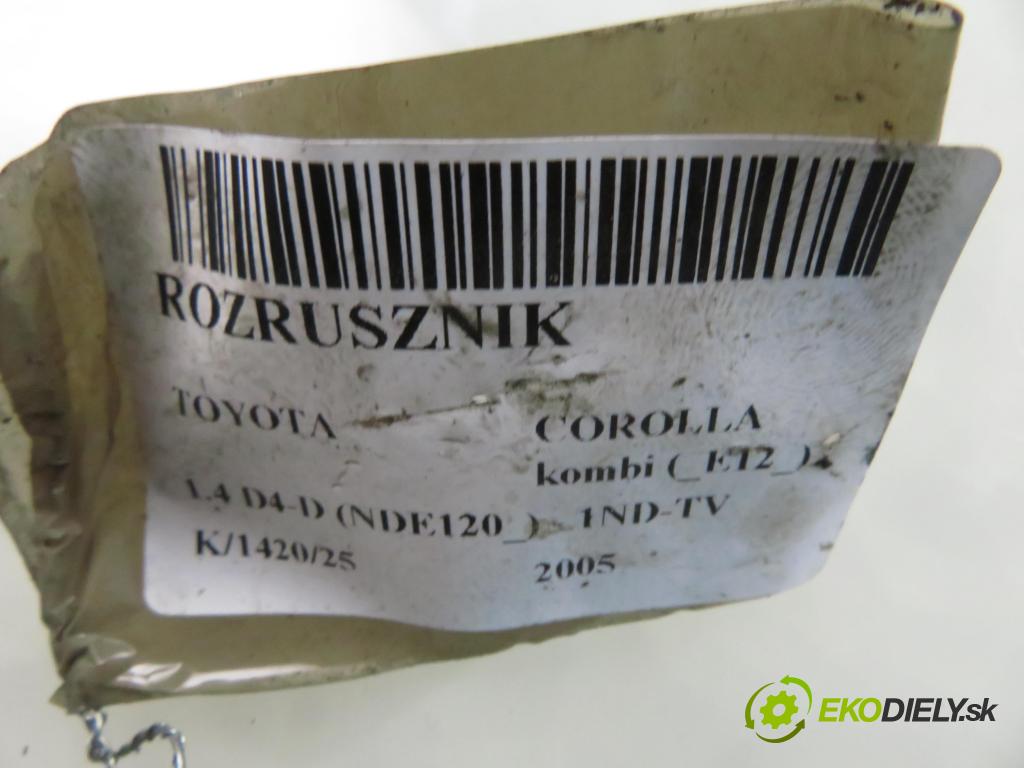 ROZRUSZNIK
TOYOTA COROLLA
kombi (_E12_)
1.4 D4-D (NDE120_) 1ND-TV
K/1420/25 2005
EKODIELY.sk